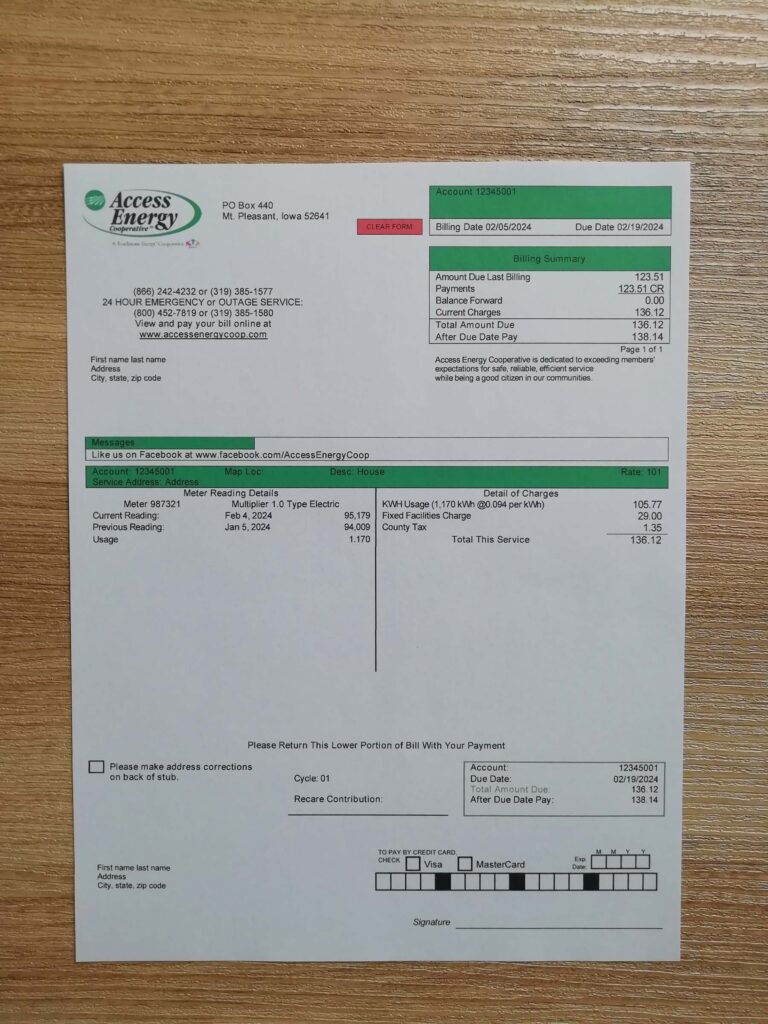 Access
Energy
Cooperative™
A Touchstone Energy® Cooperative
PO Box 440
Mt. Pleasant, Iowa 52641
CLEAR FORM
Account 12345001
Billing Date 02/05/2024 Due Date 02/19/2024
Billing Summary
Amount Due Last Billing 123.51
Payments 123.51 CR
Balance Forward 0.00
Current Charges 136.12
Total Amount Due 136.12
After Due Date Pay 138.14
Page 1 of 1
(866) 242-4232 or (319) 385-1577
24 HOUR EMERGENCY or OUTAGE SERVICE:
(800) 452-7819 or (319) 385-1580
View and pay your bill online at
www.accessenergycoop.com
First name last name
Address
City, state, zip code
Access Energy Cooperative is dedicated to exceeding members'
expectations for safe, reliable, efficient service
while being a good citizen in our communities.
Messages
Like us on Facebook at www.facebook.com/AccessEnergyCoop
Account: 12345001 Map Loc: Desc: House Rate: 101
Service Address: Address
Meter Reading Details
Meter 987321 Multiplier 1.0 Type Electric
Current Reading: Feb 4, 2024 95,179
Previous Reading: Jan 5, 2024 94,009
Usage 1.170
Detail of Charges
KWH Usage (1,170 kWh @0.094 per kWh) 105.77
Fixed Facilities Charge 29.00
County Tax 1.35
Total This Service 136.12
Please Return This Lower Portion of Bill With Your Payment
Please make address corrections
on back of stub.
Cycle: 01
Recare Contribution:
Account: 12345001
Due Date: 02/19/2024
Total Amount Due: 136.12
After Due Date Pay: 138.14
First name last name
Address
City, state, zip code
TO PAY BY CREDIT CARD,
CHECK Visa MasterCard
Exp. Date: M M Y Y
Signature